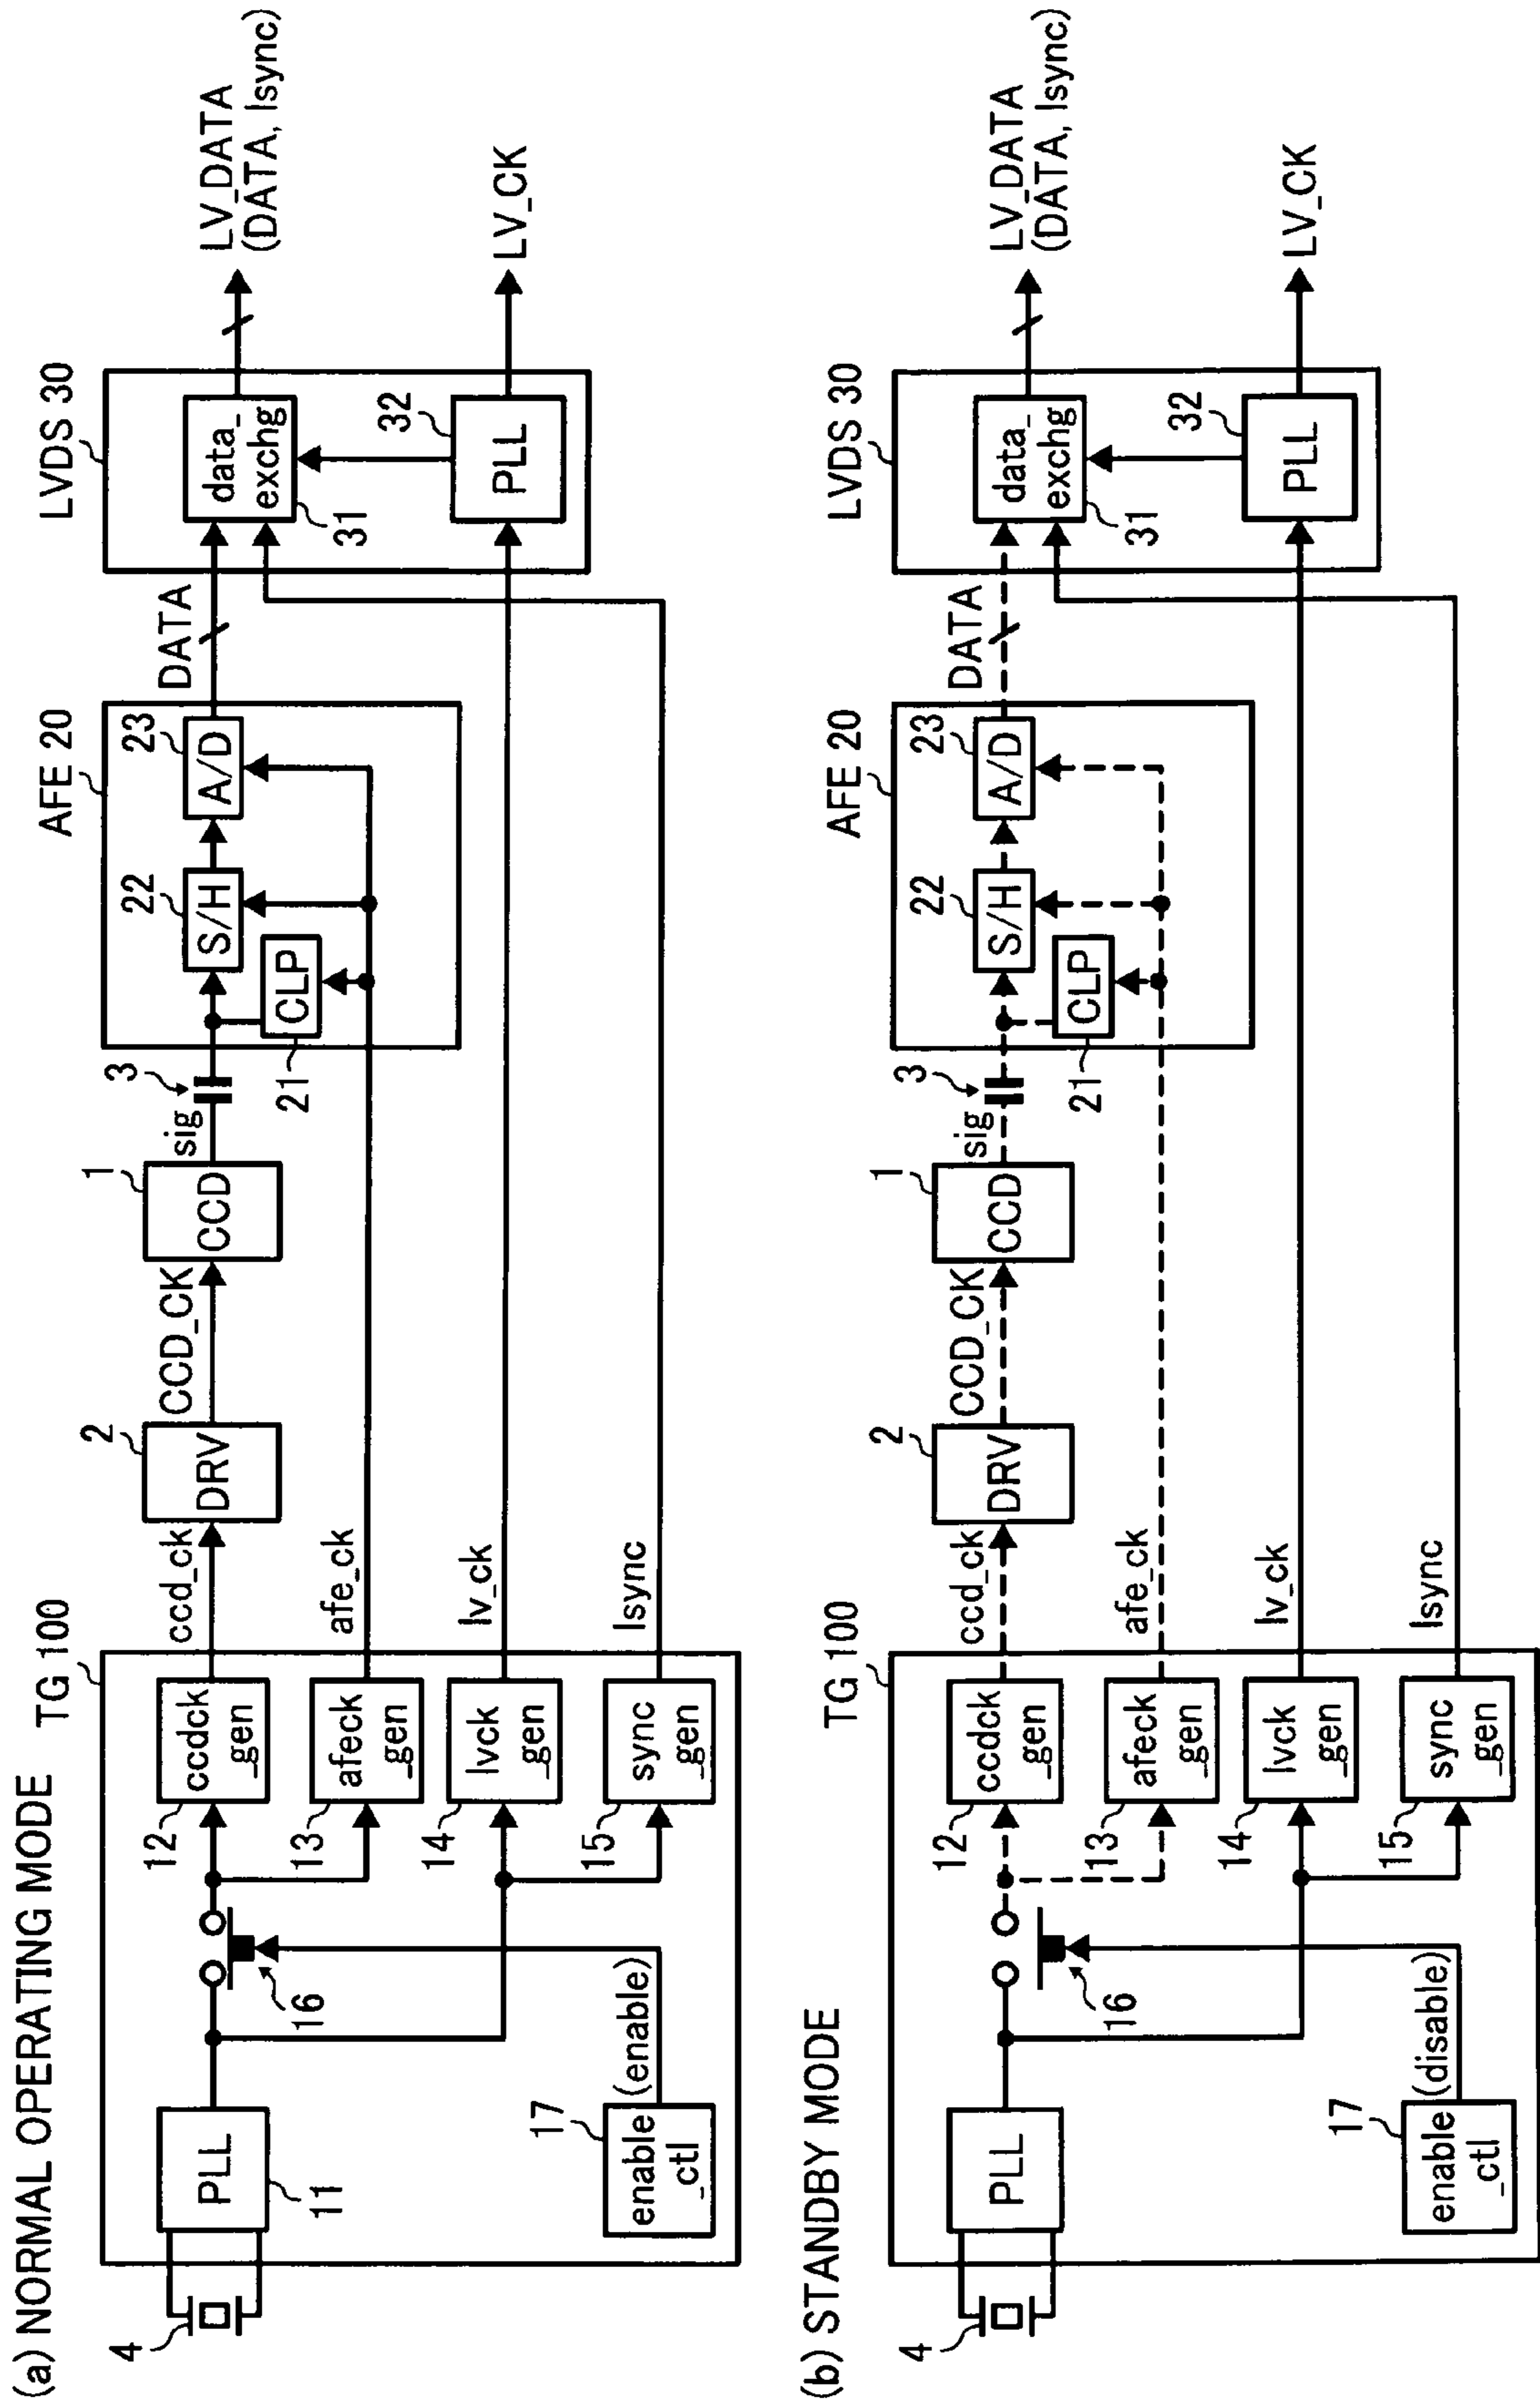 (a) NORMAL OPERATING MODE
TG 100
4
PLL
11
enable
_ctl
17
(enable)
16
12
ccdck
_gen
13
afeck
_gen
14
lvck
_gen
15
sync
_gen
ccd_ck
afe_ck
lv_ck
lsync
2
DRV
CCD_CK
1
CCD
sig
3
AFE 20
21
CLP
22
S/H
23
A/D
DATA
LVDS 30
data_
exchg
31
32
PLL
LV_DATA
(DATA, lsync)
LV_CK
(b) STANDBY MODE
TG 100
4
PLL
enable
_ctl
17
(disable)
16
12
ccdck
_gen
13
afeck
_gen
14
lvck
_gen
15
sync
_gen
ccd_ck
afe_ck
lv_ck
lsync
2
DRV
CCD_CK
1
CCD
sig
3
AFE 20
21
CLP
22
S/H
23
A/D
DATA
LVDS 30
data_
exchg
31
32
PLL
LV_DATA
(DATA, lsync)
LV_CK